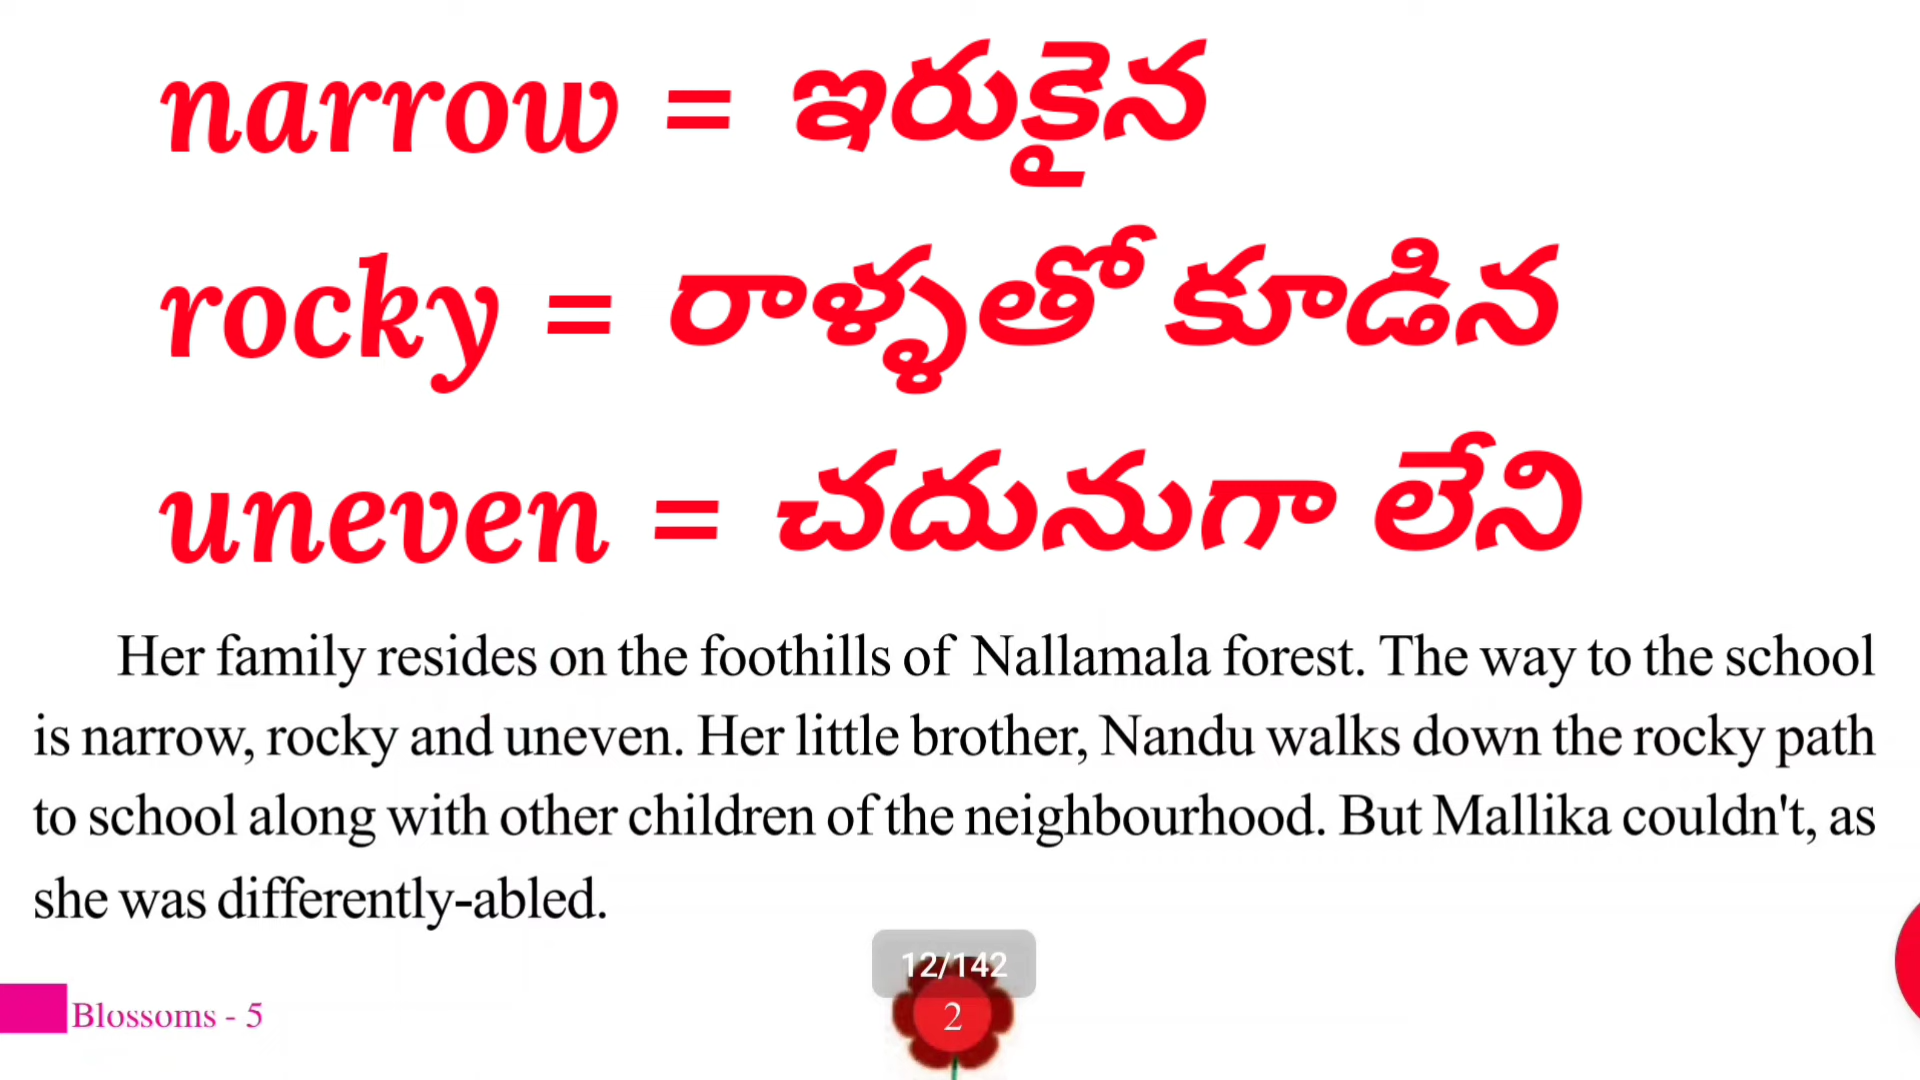 narrow = ఇరుకైన
rocky = రాళ్ళతో కూడిన
uneven = చదునుగా లేని
Her family resides on the foothills of Nallamala forest. The way to the school
is narrow, rocky and uneven. Her little brother, Nandu walks down the rocky path
to school along with other children of the neighbourhood. But Mallika couldn't, as
she was differently-abled.
12/142
Blossoms - 5
2